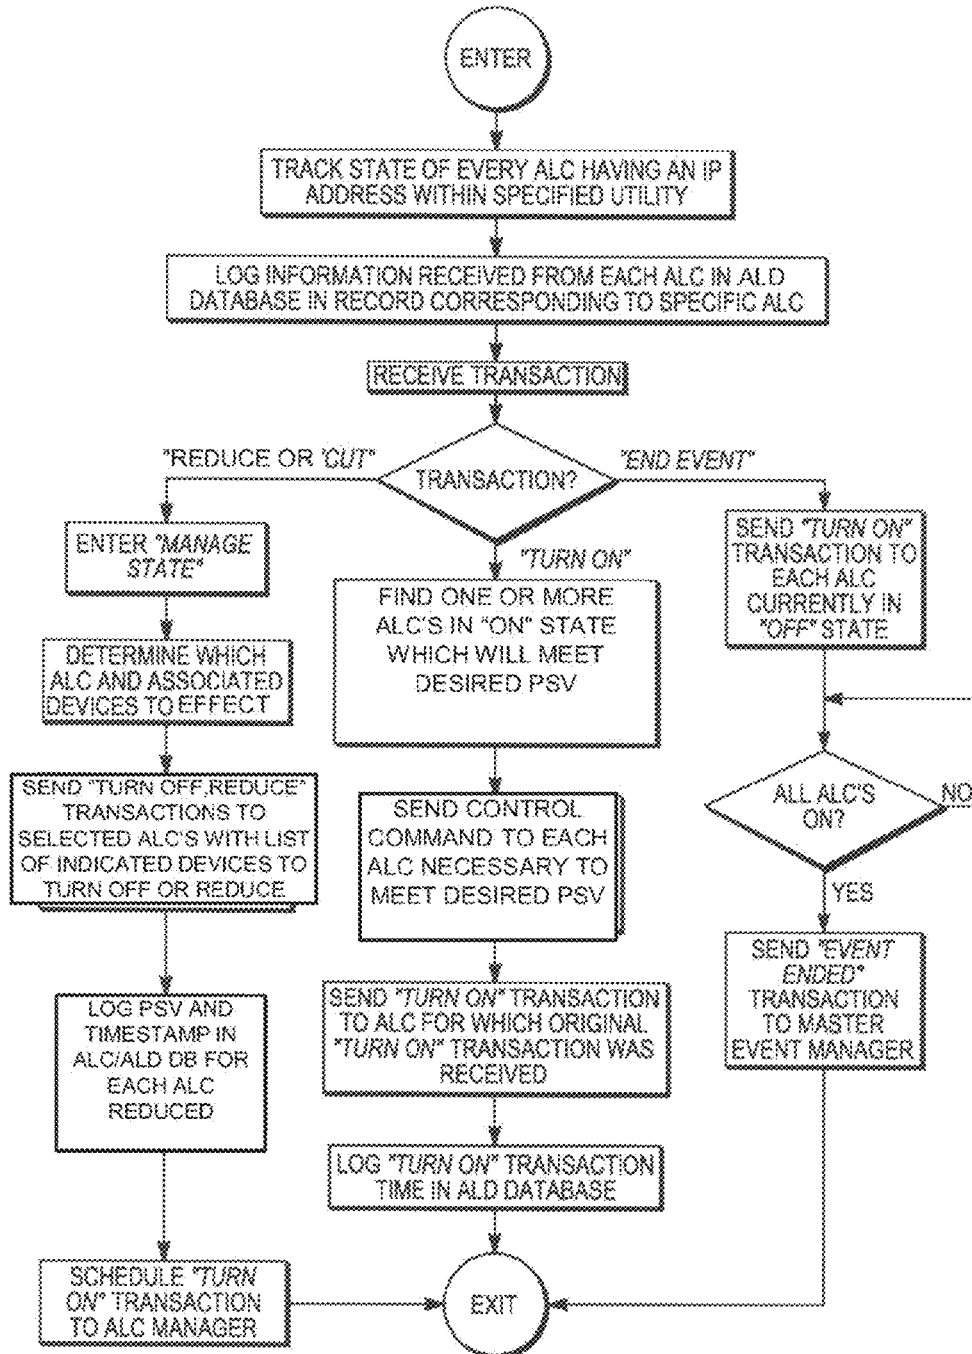 ENTER
TRACK STATE OF EVERY ALC HAVING AN IP
ADDRESS WITHIN SPECIFIED UTILITY
LOG INFORMATION RECEIVED FROM EACH ALC IN ALD
DATABASE IN RECORD CORRESPONDING TO SPECIFIC ALC
RECEIVE TRANSACTION
TRANSACTION?
"REDUCE OR 'CUT"
ENTER "MANAGE
STATE"
DETERMINE WHICH
ALC AND ASSOCIATED
DEVICES TO EFFECT
SEND "TURN OFF,REDUCE"
TRANSACTIONS TO
SELECTED ALC'S WITH LIST
OF INDICATED DEVICES TO
TURN OFF OR REDUCE
LOG PSV AND
TIMESTAMP IN
ALC/ALD DB FOR
EACH ALC
REDUCED
SCHEDULE "TURN
ON" TRANSACTION
TO ALC MANAGER
"TURN ON"
FIND ONE OR MORE
ALC'S IN "ON" STATE
WHICH WILL MEET
DESIRED PSV
SEND CONTROL
COMMAND TO EACH
ALC NECESSARY TO
MEET DESIRED PSV
SEND "TURN ON" TRANSACTION
TO ALC FOR WHICH ORIGINAL
"TURN ON" TRANSACTION WAS
RECEIVED
LOG "TURN ON" TRANSACTION
TIME IN ALD DATABASE
"END EVENT"
SEND "TURN ON"
TRANSACTION TO
EACH ALC
CURRENTLY IN
"OFF" STATE
ALL ALC'S
ON?
NO
YES
SEND "EVENT
ENDED"
TRANSACTION
TO MASTER
EVENT MANAGER
EXIT